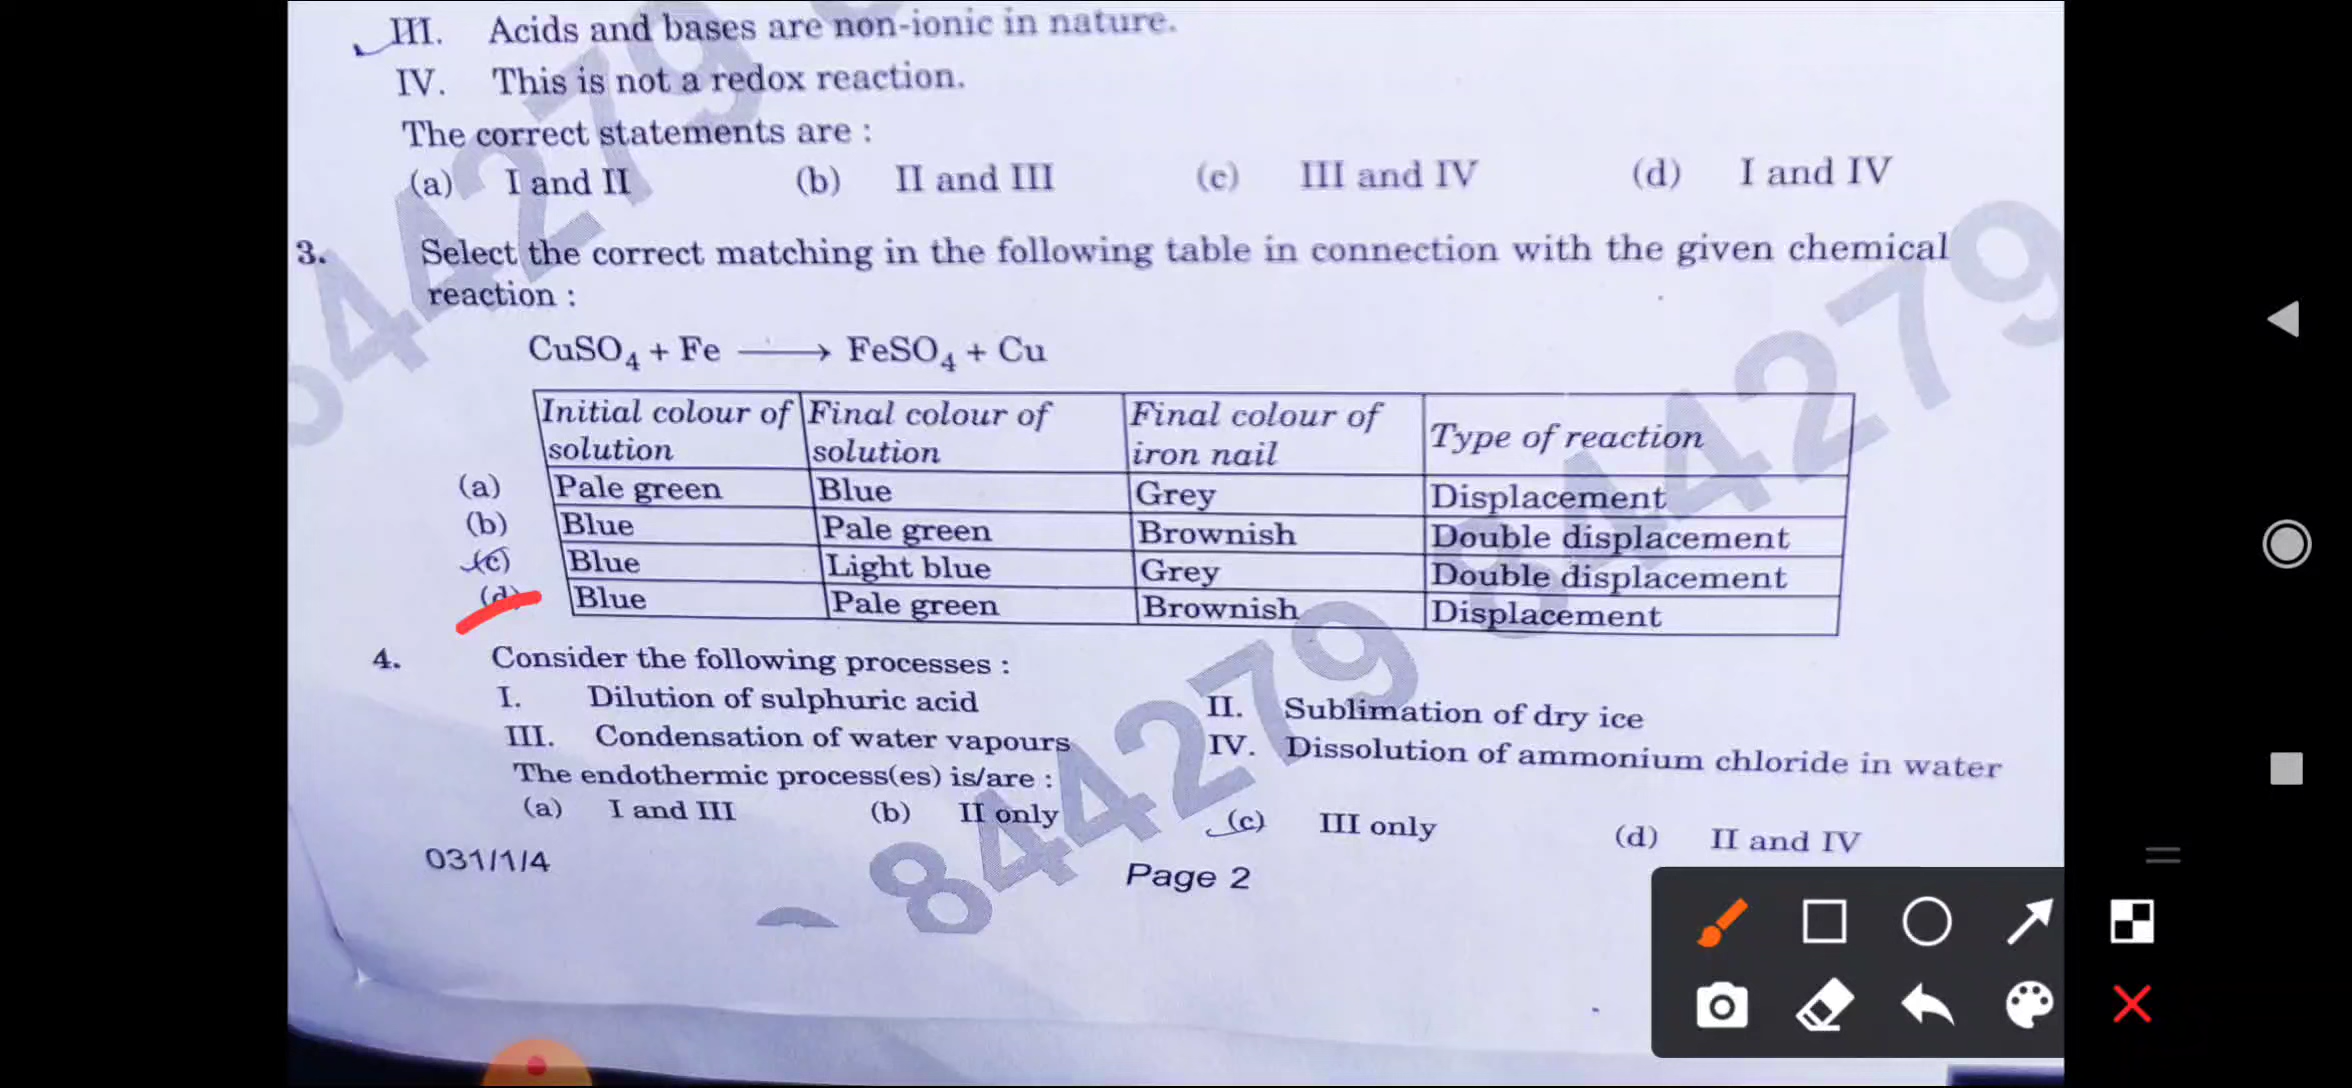 III. Acids and bases are non-ionic in nature.
IV. This is not a redox reaction.
The correct statements are :
(a) I and II (b) II and III (c) III and IV (d) I and IV
3. Select the correct matching in the following table in connection with the given chemical
reaction :
CuSO4 + Fe ⟶ FeSO4 + Cu
Initial colour of solution Final colour of solution Final colour of iron nail Type of reaction
(a) Pale green Blue Grey Displacement
(b) Blue Pale green Brownish Double displacement
(c) Blue Light blue Grey Double displacement
(d) Blue Pale green Brownish Displacement
4. Consider the following processes :
I. Dilution of sulphuric acid II. Sublimation of dry ice
III. Condensation of water vapours IV. Dissolution of ammonium chloride in water
The endothermic process(es) is/are :
(a) I and III (b) II only (c) III only (d) II and IV
031/1/4 Page 2
844279
844279
844279